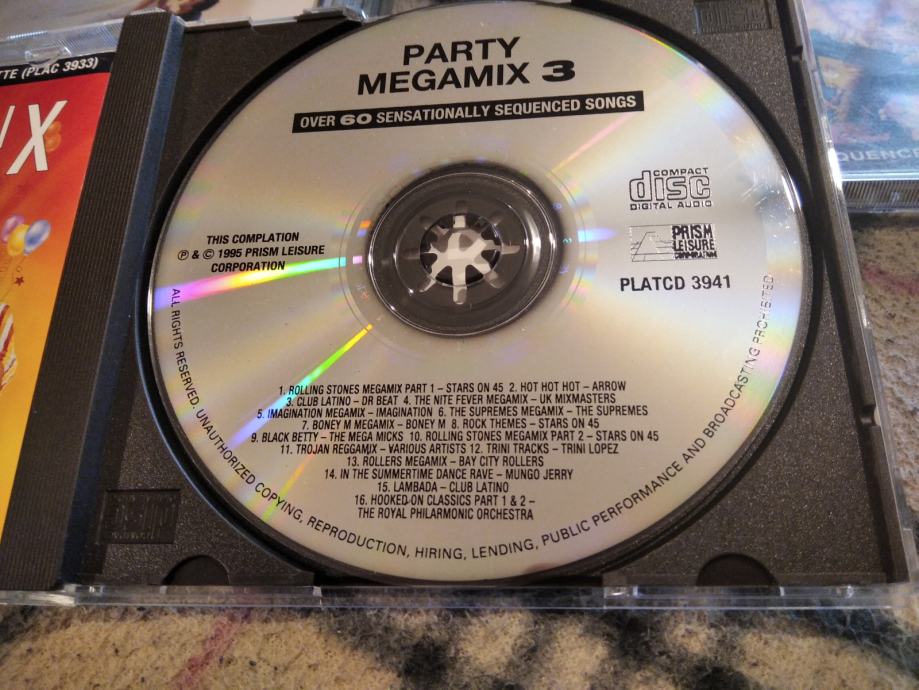 TTE (PLAC 3933)
X
PARTY
MEGAMIX 3
OVER 60 SENSATIONALLY SEQUENCED SONGS
COMPACT
disc
DIGITAL AUDIO
PRISM
LEISURE
CORPORATION
PLATCD 3941
THIS COMPLATION
℗ & © 1995 PRISM LEISURE
CORPORATION
1. ROLLING STONES MEGAMIX PART 1 – STARS ON 45 2. HOT HOT HOT – ARROW
3. CLUB LATINO – DR BEAT 4. THE NITE FEVER MEGAMIX – UK MIXMASTERS
5. IMAGINATION MEGAMIX – IMAGINATION 6. THE SUPREMES MEGAMIX – THE SUPREMES
7. BONEY M MEGAMIX – BONEY M 8. ROCK THEMES – STARS ON 45
9. BLACK BETTY – THE MEGA MICKS 10. ROLLING STONES MEGAMIX PART 2 – STARS ON 45
11. TROJAN REGGAMIX – VARIOUS ARTISTS 12. TRINI TRACKS – TRINI LOPEZ
13. ROLLERS MEGAMIX – BAY CITY ROLLERS
14. IN THE SUMMERTIME DANCE RAVE – MUNGO JERRY
15. LAMBADA – CLUB LATINO
16. HOOKED ON CLASSICS PART 1 & 2 –
THE ROYAL PHILARMONIC ORCHESTRA
ALL RIGHTS RESERVED. UNAUTHORIZED COPYING, REPRODUCTION, HIRING, LENDING, PUBLIC PERFORMANCE AND BROADCASTING PROHIBITED